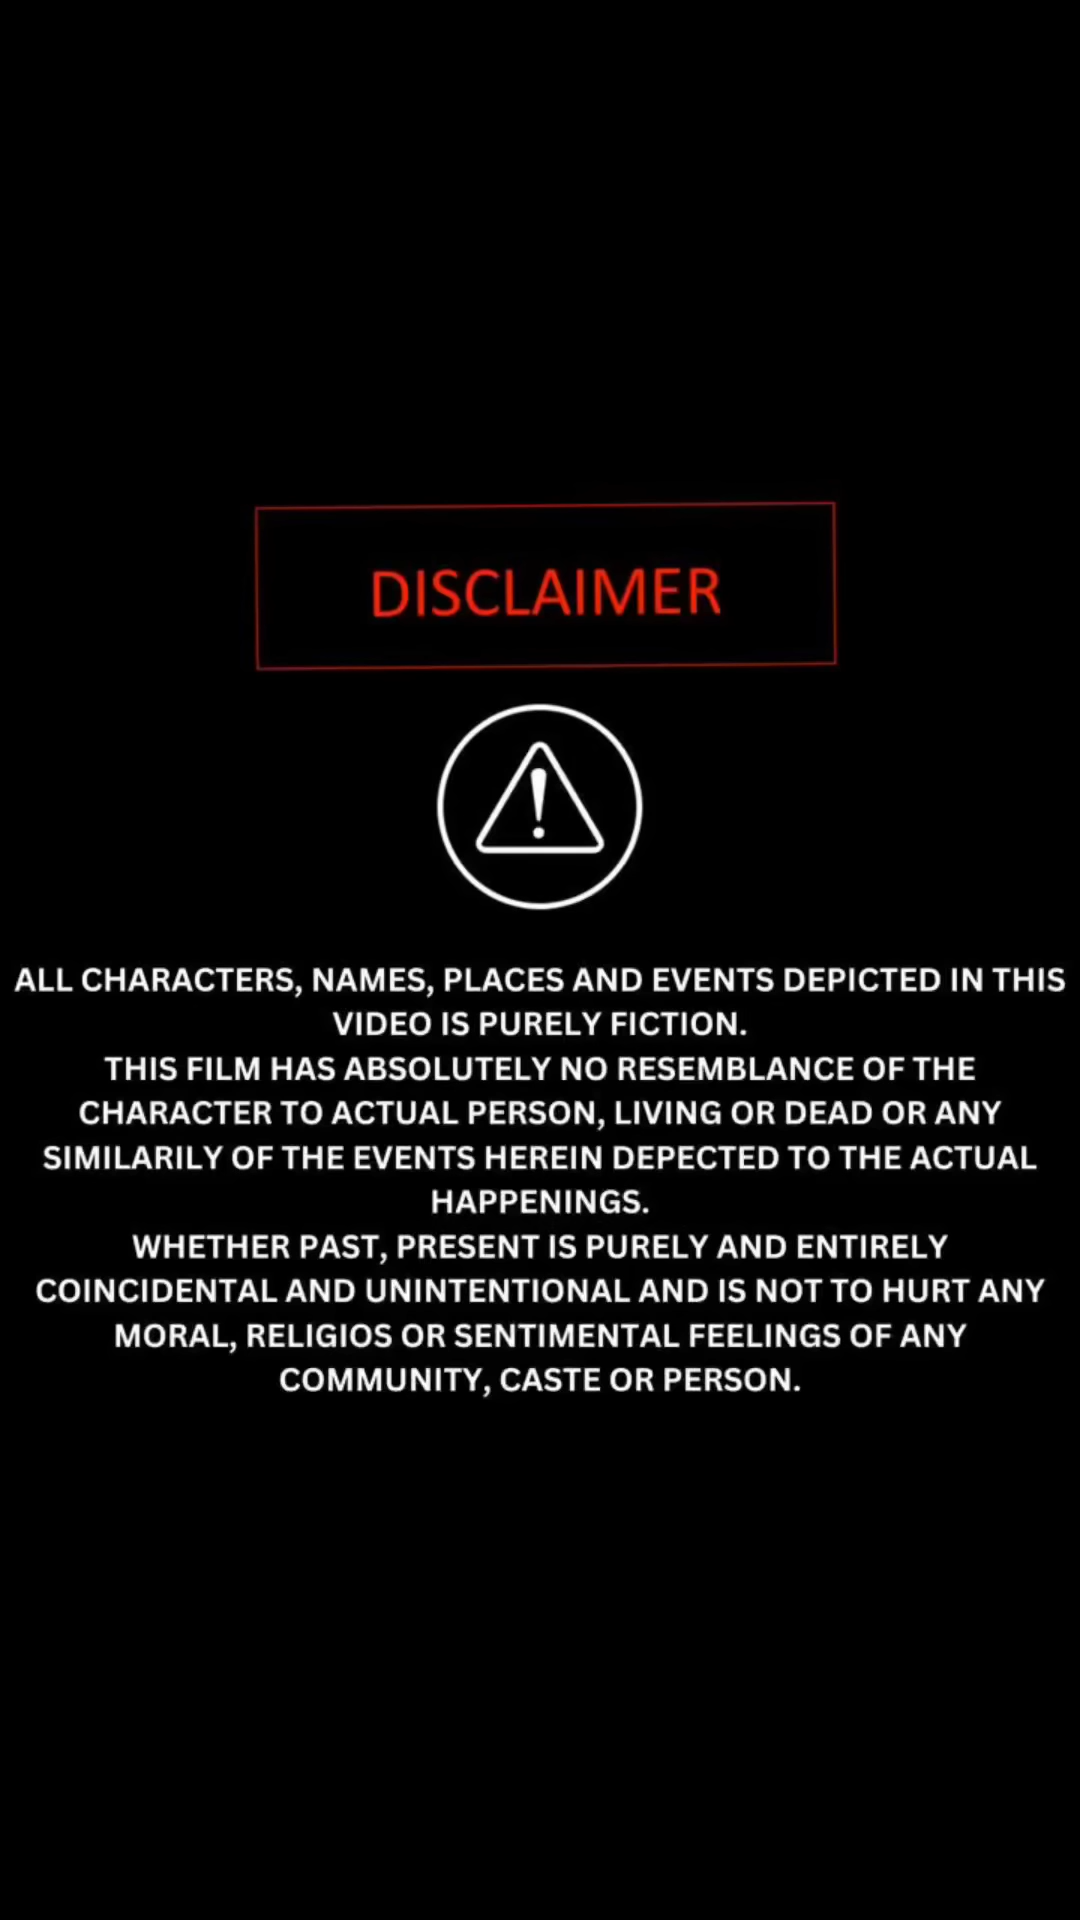 DISCLAIMER
ALL CHARACTERS, NAMES, PLACES AND EVENTS DEPICTED IN THIS
VIDEO IS PURELY FICTION.
THIS FILM HAS ABSOLUTELY NO RESEMBLANCE OF THE
CHARACTER TO ACTUAL PERSON, LIVING OR DEAD OR ANY
SIMILARILY OF THE EVENTS HEREIN DEPECTED TO THE ACTUAL
HAPPENINGS.
WHETHER PAST, PRESENT IS PURELY AND ENTIRELY
COINCIDENTAL AND UNINTENTIONAL AND IS NOT TO HURT ANY
MORAL, RELIGIOS OR SENTIMENTAL FEELINGS OF ANY
COMMUNITY, CASTE OR PERSON.